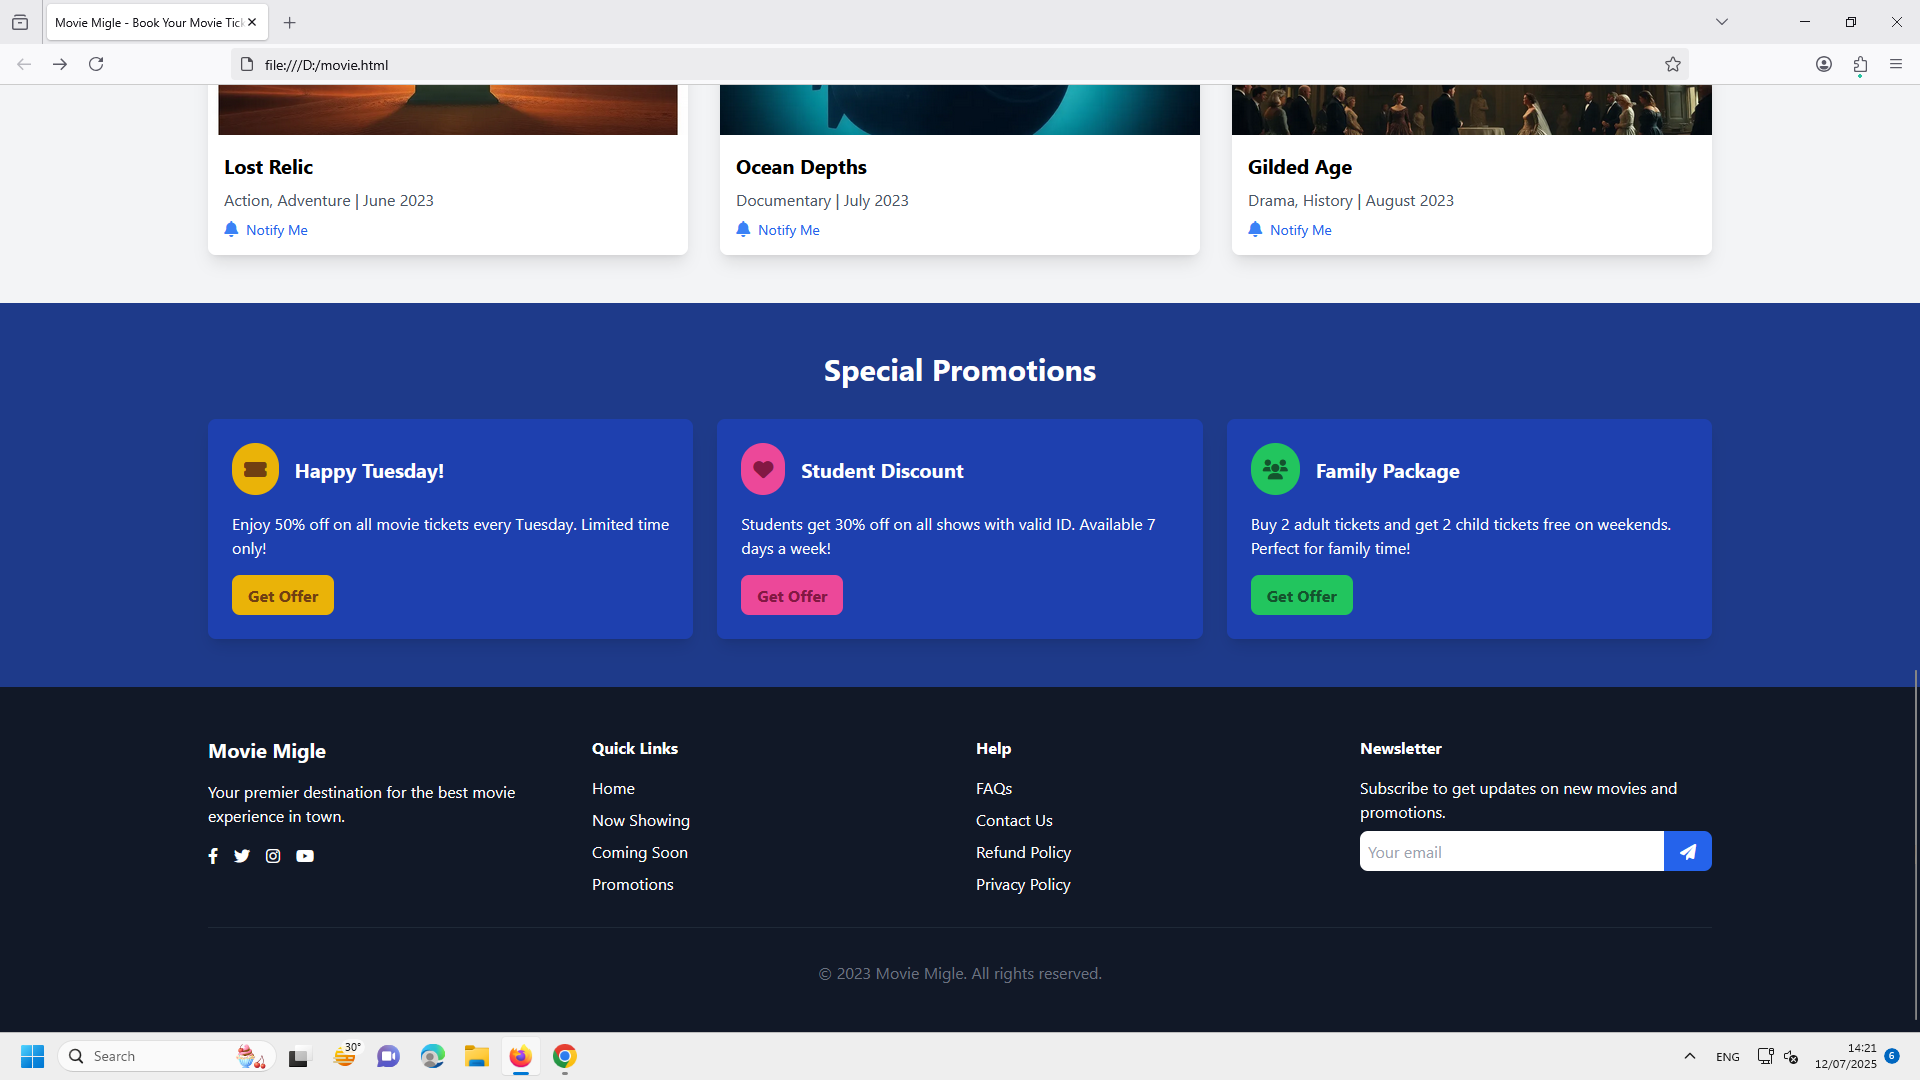 Movie Migle - Book Your Movie Tic
file:///D:/movie.html
Lost Relic
Action, Adventure | June 2023
Notify Me
Ocean Depths
Documentary | July 2023
Notify Me
Gilded Age
Drama, History | August 2023
Notify Me
Special Promotions
Happy Tuesday!
Enjoy 50% off on all movie tickets every Tuesday. Limited time
only!
Get Offer
Student Discount
Students get 30% off on all shows with valid ID. Available 7
days a week!
Get Offer
Family Package
Buy 2 adult tickets and get 2 child tickets free on weekends.
Perfect for family time!
Get Offer
Movie Migle
Your premier destination for the best movie
experience in town.
Quick Links
Home
Now Showing
Coming Soon
Promotions
Help
FAQs
Contact Us
Refund Policy
Privacy Policy
Newsletter
Subscribe to get updates on new movies and
promotions.
Your email
© 2023 Movie Migle. All rights reserved.
Search
30°
ENG
14:21
12/07/2025
6